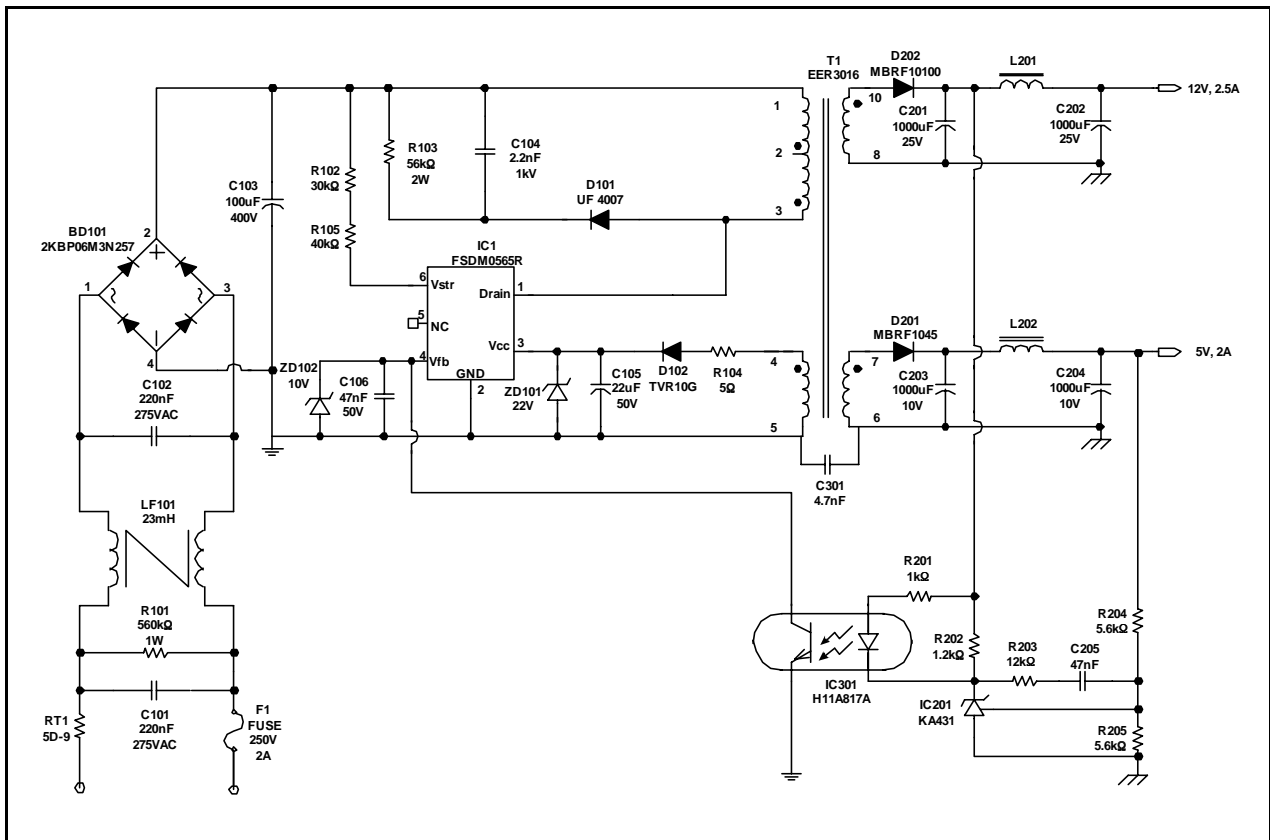 D202
MBRF10100
L201
T1
EER3016
12V, 2.5A
1
10
C201
1000uF
25V
C202
1000uF
25V
R103
56kΩ
2W
C104
2.2nF
1kV
2
8
R102
30kΩ
C103
100uF
400V
D101
UF 4007
3
R105
40kΩ
BD101
2KBP06M3N257
2
1
3
4
IC1
FSDM0565R
6
Vstr
Drain
1
5
NC
Vcc
3
4
Vfb
GND
2
D201
MBRF1045
L202
5V, 2A
4
7
C203
1000uF
10V
C204
1000uF
10V
ZD102
10V
C106
47nF
50V
ZD101
22V
C105
22uF
50V
D102
TVR10G
R104
5Ω
5
6
C102
220nF
275VAC
C301
4.7nF
LF101
23mH
R201
1kΩ
R101
560kΩ
1W
R204
5.6kΩ
R202
1.2kΩ
R203
12kΩ
C205
47nF
IC301
H11A817A
IC201
KA431
R205
5.6kΩ
RT1
5D-9
C101
220nF
275VAC
F1
FUSE
250V
2A